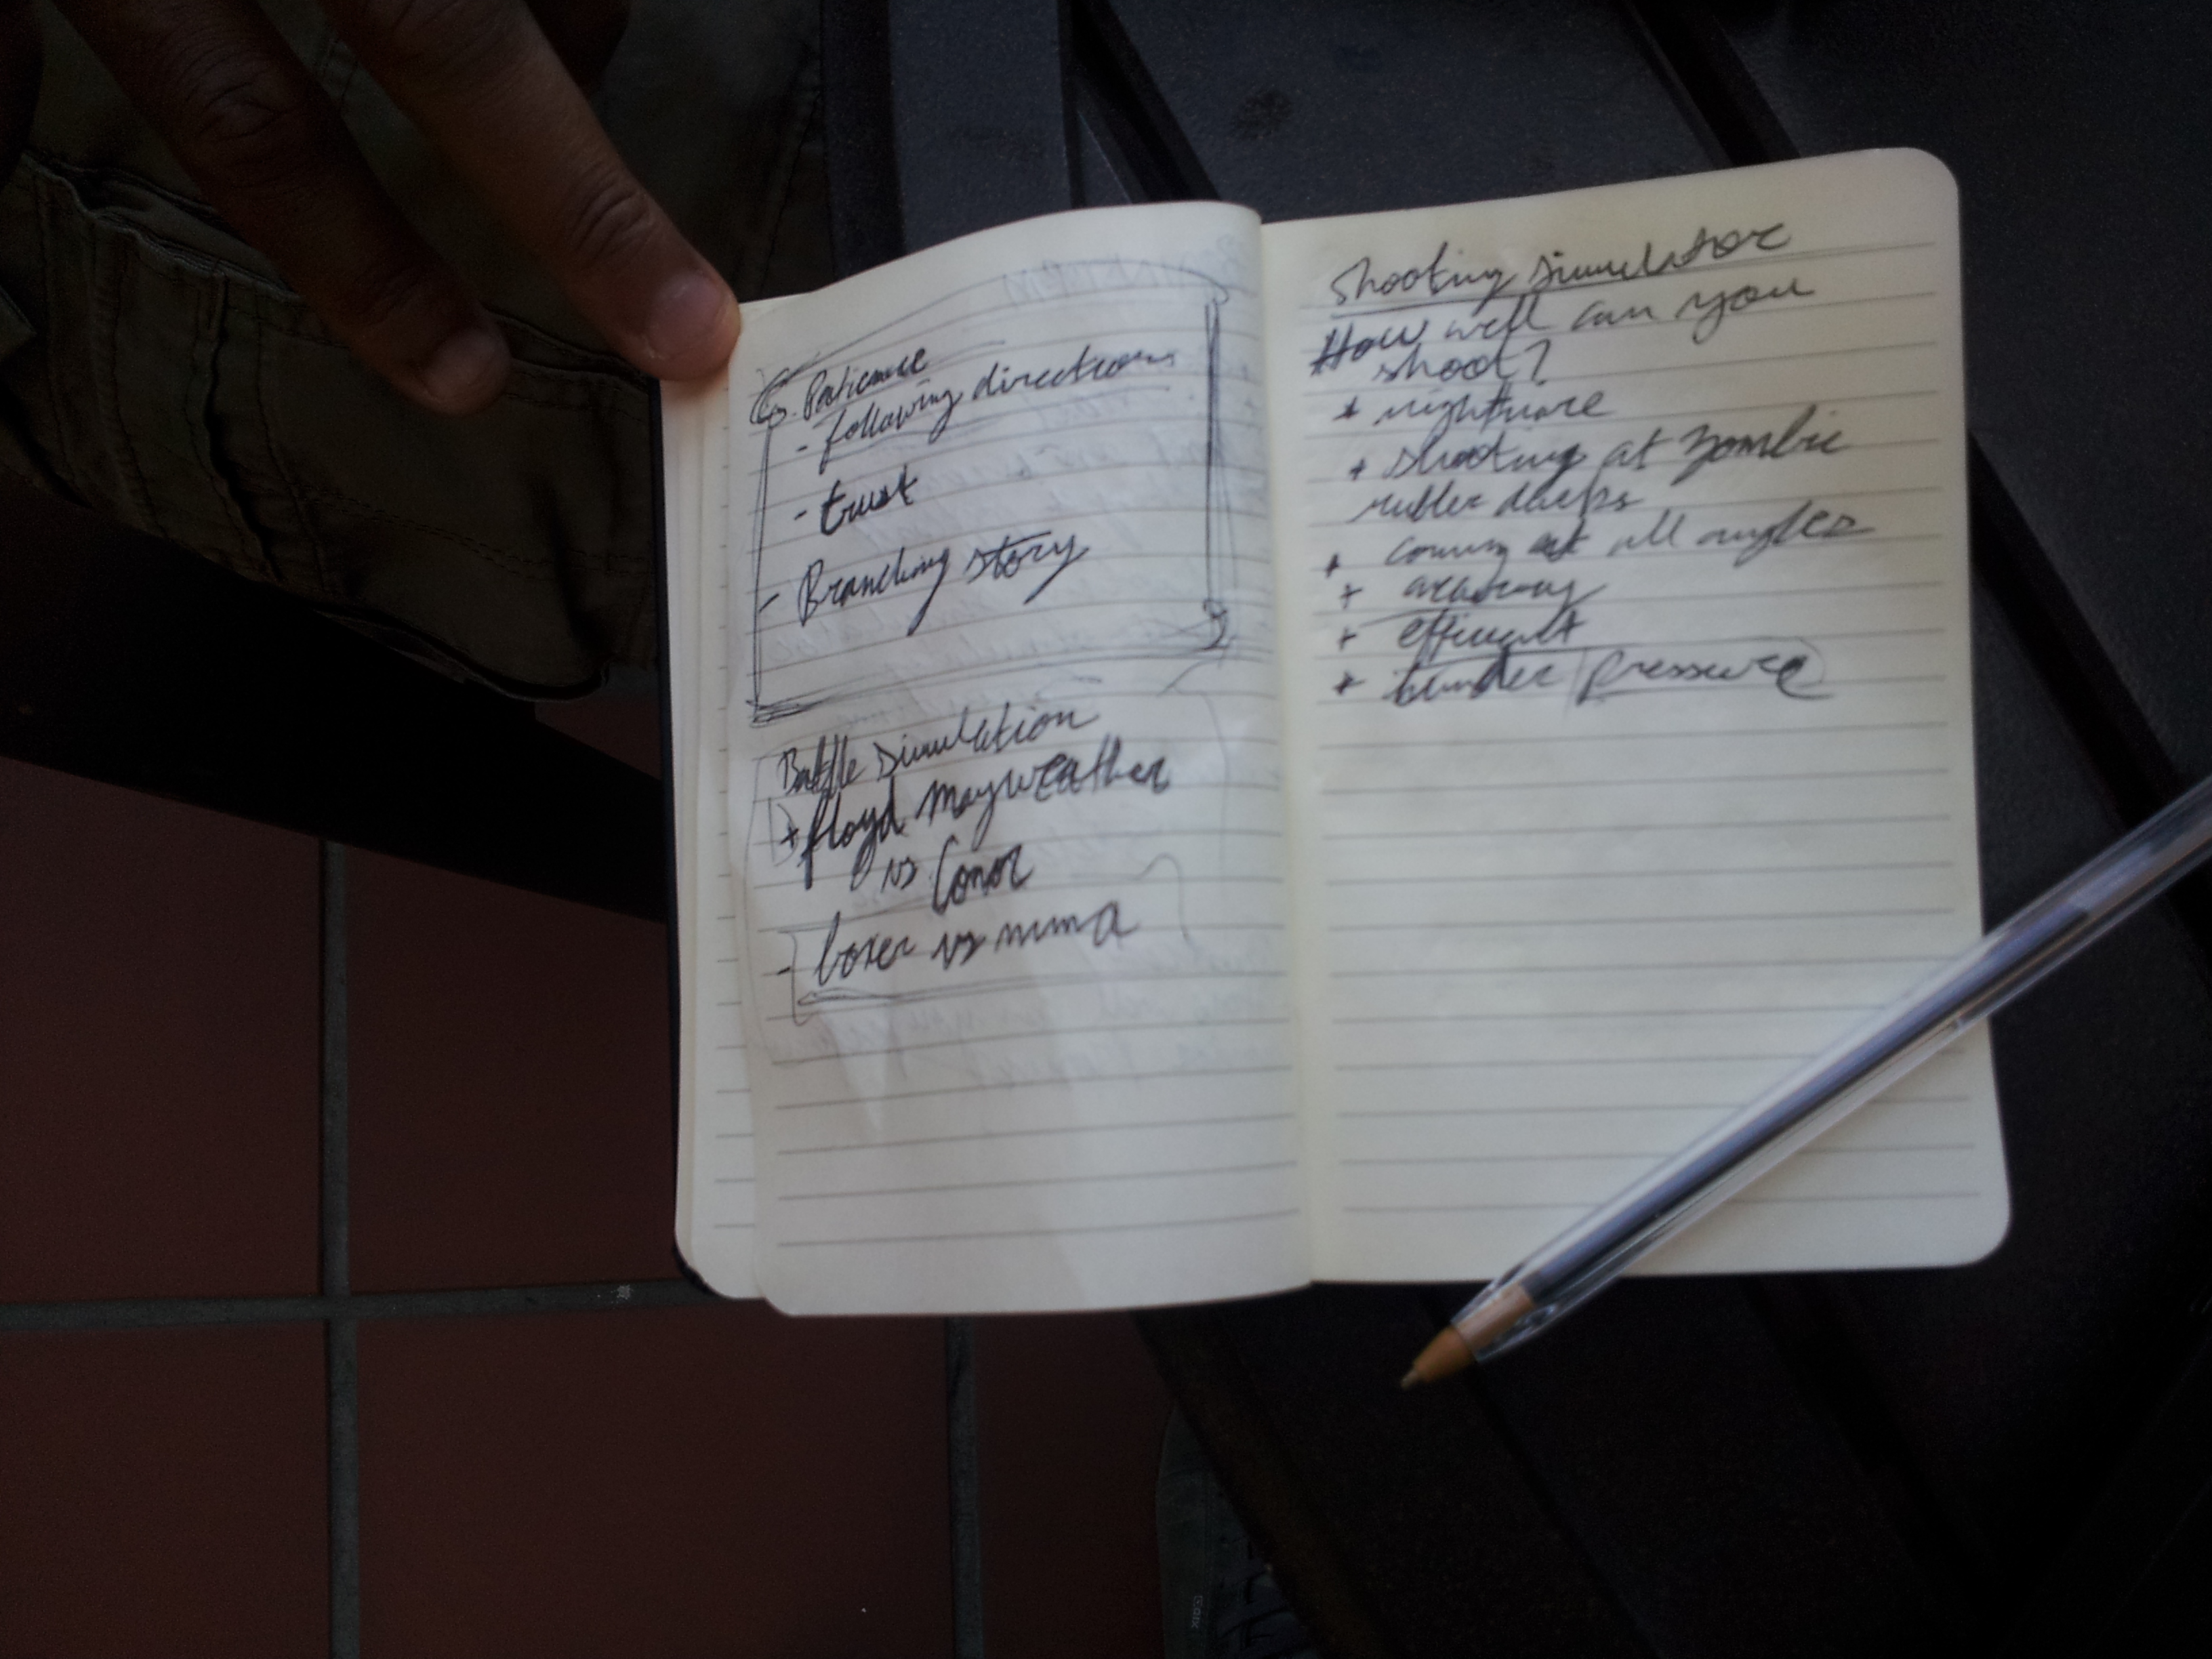 - Patience
- following directions
- trust
- Branching story
Battle simulation
+ floyd mayweather
vs Conor
- boxer vs mma
shooting simulator
How well can you
shoot?
* nightmare
* shooting at zombie
rubber ducks
* coming at all angles
+ accuracy
+ efficient
* under pressure